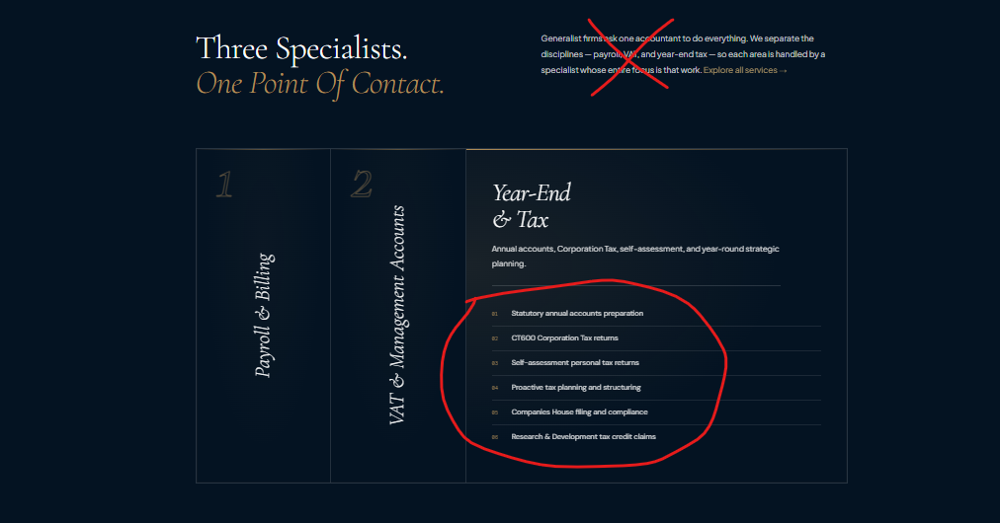 Three Specialists.
One Point Of Contact.
Generalist firms ask one accountant to do everything. We separate the
disciplines — payroll, VAT, and year-end tax — so each area is handled by a
specialist whose entire focus is that work. Explore all services →
1
Payroll & Billing
2
VAT & Management Accounts
Year-End
& Tax
Annual accounts, Corporation Tax, self-assessment, and year-round strategic
planning.
01 Statutory annual accounts preparation
02 CT600 Corporation Tax returns
03 Self-assessment personal tax returns
04 Proactive tax planning and structuring
05 Companies House filing and compliance
06 Research & Development tax credit claims